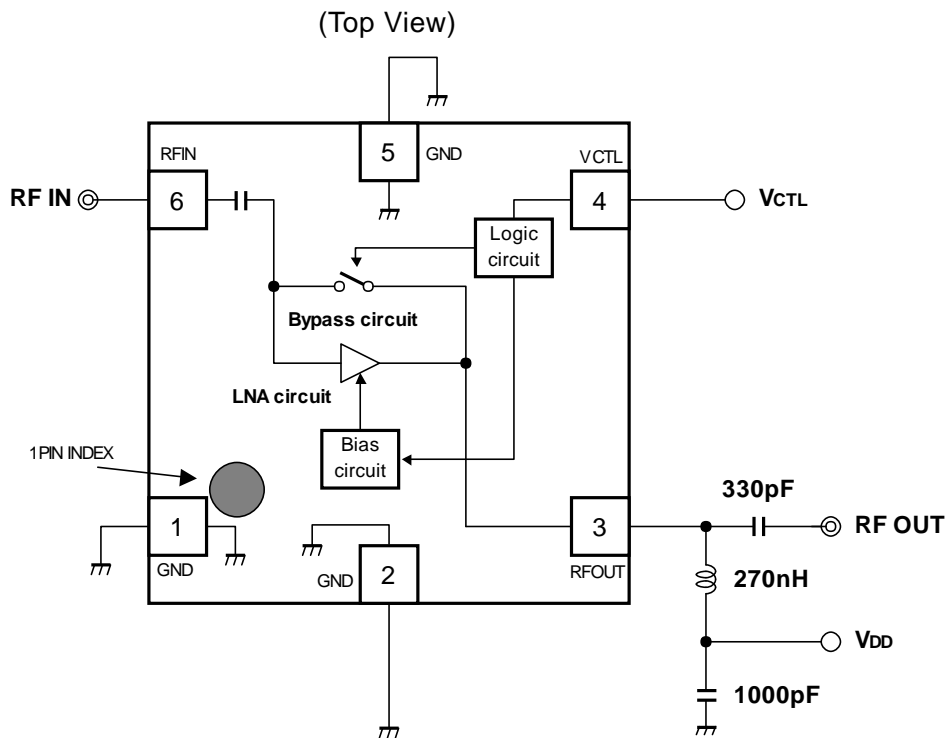 (Top View)
RFIN
5
GND
VCTL
RF IN
6
4
VCTL
Logic
circuit
Bypass circuit
LNA circuit
Bias
circuit
1PIN INDEX
330pF
1
3
RF OUT
GND
GND
2
RFOUT
270nH
VDD
1000pF